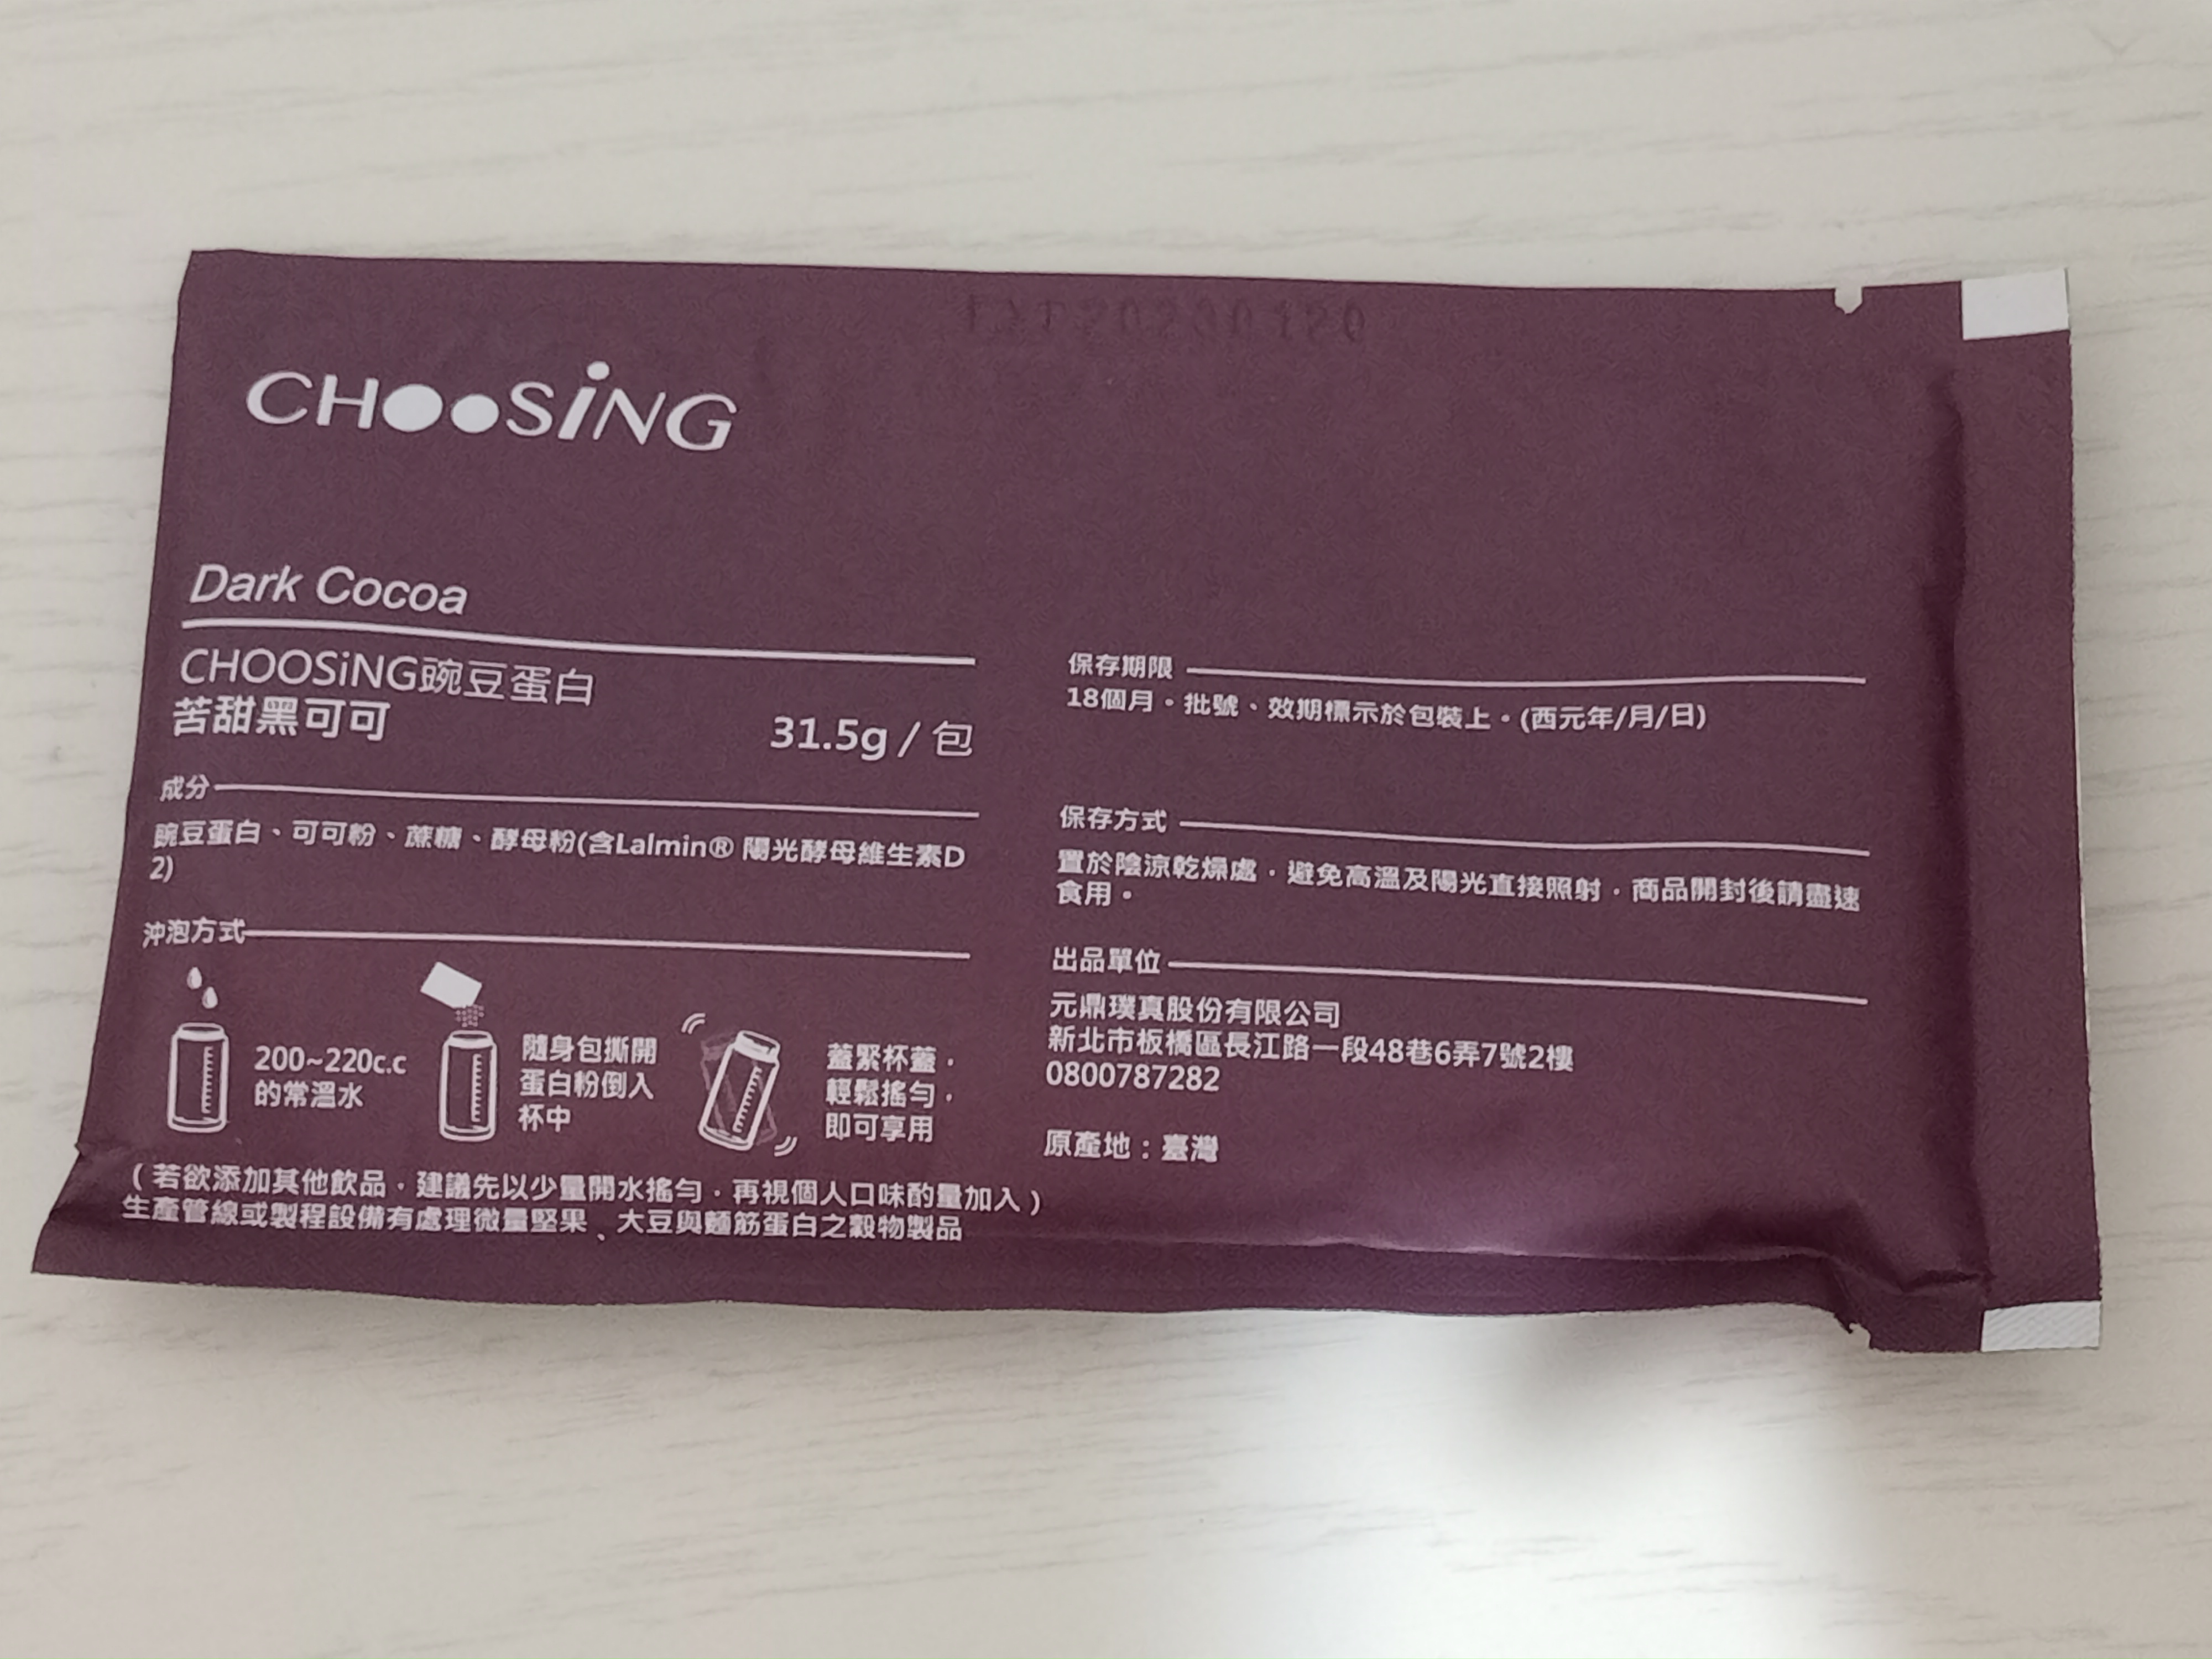 CHOOSiNG
Dark Cocoa
CHOOSiNG豌豆蛋白
苦甜黑可可
31.5g / 包
成分
豌豆蛋白、可可粉、蔗糖、酵母粉(含Lalmin® 陽光酵母維生素D
2)
沖泡方式
200~220c.c
的常溫水
隨身包撕開
蛋白粉倒入
杯中
蓋緊杯蓋，
輕鬆搖勻，
即可享用
(若欲添加其他飲品，建議先以少量開水搖勻，再視個人口味酌量加入)
生產管線或製程設備有處理微量堅果、大豆與麵筋蛋白之穀物製品
保存期限
18個月。批號、效期標示於包裝上。(西元年/月/日)
保存方式
置於陰涼乾燥處，避免高溫及陽光直接照射，商品開封後請盡速
食用。
出品單位
元鼎璞真股份有限公司
新北市板橋區長江路一段48巷6弄7號2樓
0800787282
原產地：臺灣